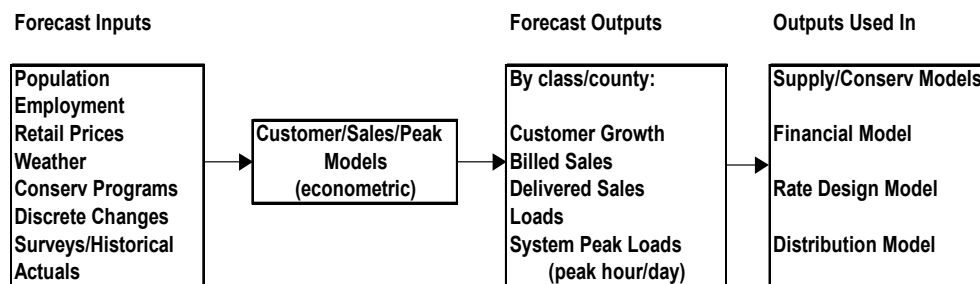 Forecast Inputs
Forecast Outputs
Outputs Used In
Population
Employment
Retail Prices
Weather
Conserv Programs
Discrete Changes
Surveys/Historical
Actuals
Customer/Sales/Peak
Models
(econometric)
By class/county:
Customer Growth
Billed Sales
Delivered Sales
Loads
System Peak Loads
(peak hour/day)
Supply/Conserv Models
Financial Model
Rate Design Model
Distribution Model